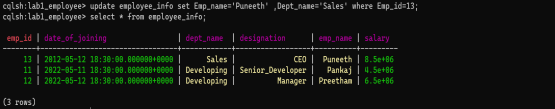 cqlsh:lab1_employee> update employee_info set Emp_name='Puneeth' ,Dep_name='Sales' where Emp_id=13;
cqlsh:lab1_employee> select * from employee_info;
emp_id | date_of_joining | dept_name | designation | emp_name | salary
-------+---------------------------------+------------+------------------+----------+---------
13 | 2012-05-12 18:30:00.000000+0000 | Sales | CEO | Puneeth | 8.5e+06
11 | 2022-05-11 18:30:00.000000+0000 | Developing | Senior_Developer | Pankaj | 4.5e+06
12 | 2022-05-12 18:30:00.000000+0000 | Developing | Manager | Preetham | 6.5e+06
(3 rows)